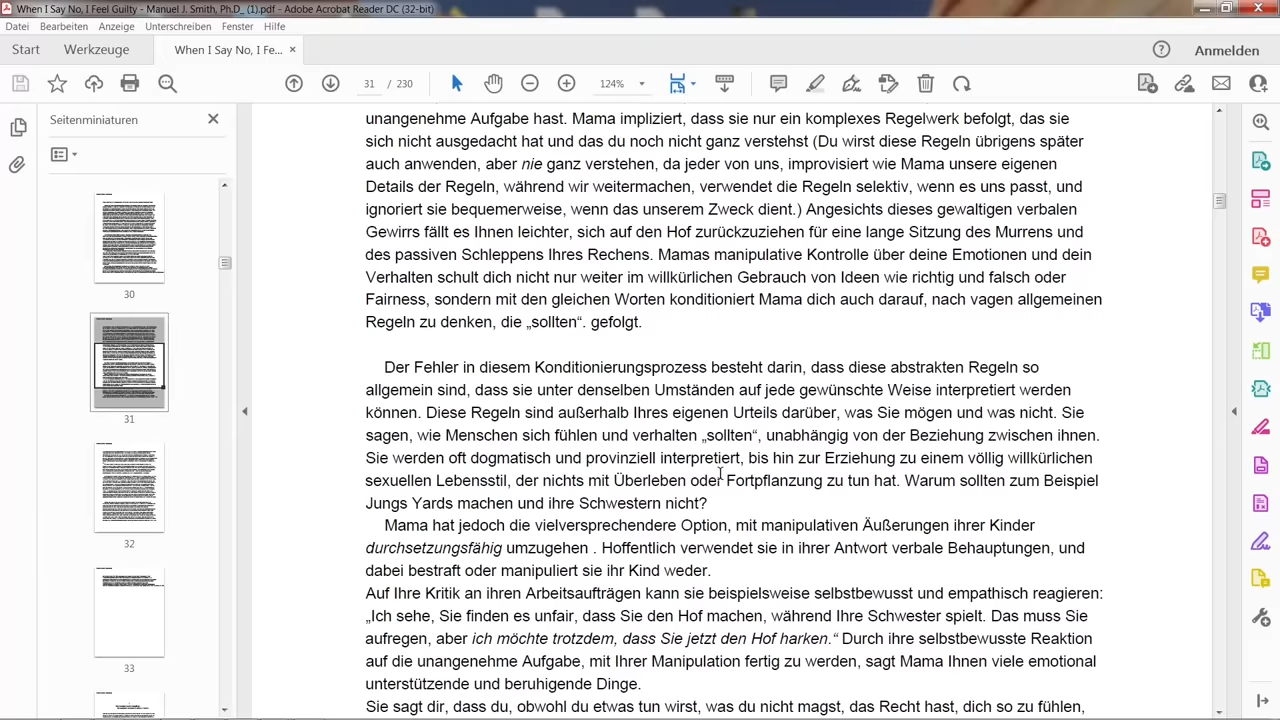 When I Say No, I Feel Guilty - Manuel J. Smith, Ph.D_ (1).pdf - Adobe Acrobat Reader DC (32-bit)
Datei Bearbeiten Anzeige Unterschreiben Fenster Hilfe
Start Werkzeuge When I Say No, I Fe... × Anmelden
31 / 230 124%
Seitenminiaturen
30
31
32
33
unangenehme Aufgabe hast. Mama impliziert, dass sie nur ein komplexes Regelwerk befolgt, das sie
sich nicht ausgedacht hat und das du noch nicht ganz verstehst (Du wirst diese Regeln übrigens später
auch anwenden, aber nie ganz verstehen, da jeder von uns, improvisiert wie Mama unsere eigenen
Details der Regeln, während wir weitermachen, verwendet die Regeln selektiv, wenn es uns passt, und
ignoriert sie bequemerweise, wenn das unserem Zweck dient.) Angesichts dieses gewaltigen verbalen
Gewirrs fällt es Ihnen leichter, sich auf den Hof zurückzuziehen, für eine lange Sitzung des Murrens und
des passiven Schleppens Ihres Rechens. Mamas manipulative Kontrolle über deine Emotionen und dein
Verhalten schult dich nicht nur weiter im willkürlichen Gebrauch von Ideen wie richtig und falsch oder
Fairness, sondern mit den gleichen Worten konditioniert Mama dich auch darauf, nach vagen allgemeinen
Regeln zu denken, die „sollten“ gefolgt.
Der Fehler in diesem Konditionierungsprozess besteht darin, dass diese abstrakten Regeln so
allgemein sind, dass sie unter denselben Umständen auf jede gewünschte Weise interpretiert werden
können. Diese Regeln sind außerhalb Ihres eigenen Urteils darüber, was Sie mögen und was nicht. Sie
sagen, wie Menschen sich fühlen und verhalten „sollten“, unabhängig von der Beziehung zwischen ihnen.
Sie werden oft dogmatisch und provinziell interpretiert, bis hin zur Erziehung zu einem völlig willkürlichen
sexuellen Lebensstil, der nichts mit Überleben oder Fortpflanzung zu tun hat. Warum sollten zum Beispiel
Jungs Yards machen und ihre Schwestern nicht?
Mama hat jedoch die vielversprechendere Option, mit manipulativen Äußerungen ihrer Kinder
durchsetzungsfähig umzugehen . Hoffentlich verwendet sie in ihrer Antwort verbale Behauptungen, und
dabei bestraft oder manipuliert sie ihr Kind weder.
Auf Ihre Kritik an ihren Arbeitsaufträgen kann sie beispielsweise selbstbewusst und empathisch reagieren:
„Ich sehe, Sie finden es unfair, dass Sie den Hof machen, während Ihre Schwester spielt. Das muss Sie
aufregen, aber ich möchte trotzdem, dass Sie jetzt den Hof harken.“ Durch ihre selbstbewusste Reaktion
auf die unangenehme Aufgabe, mit Ihrer Manipulation fertig zu werden, sagt Mama Ihnen viele emotional
unterstützende und beruhigende Dinge.
Sie sagt dir, dass du, obwohl du etwas tun wirst, was du nicht magst, das Recht hast, dich so zu fühlen,